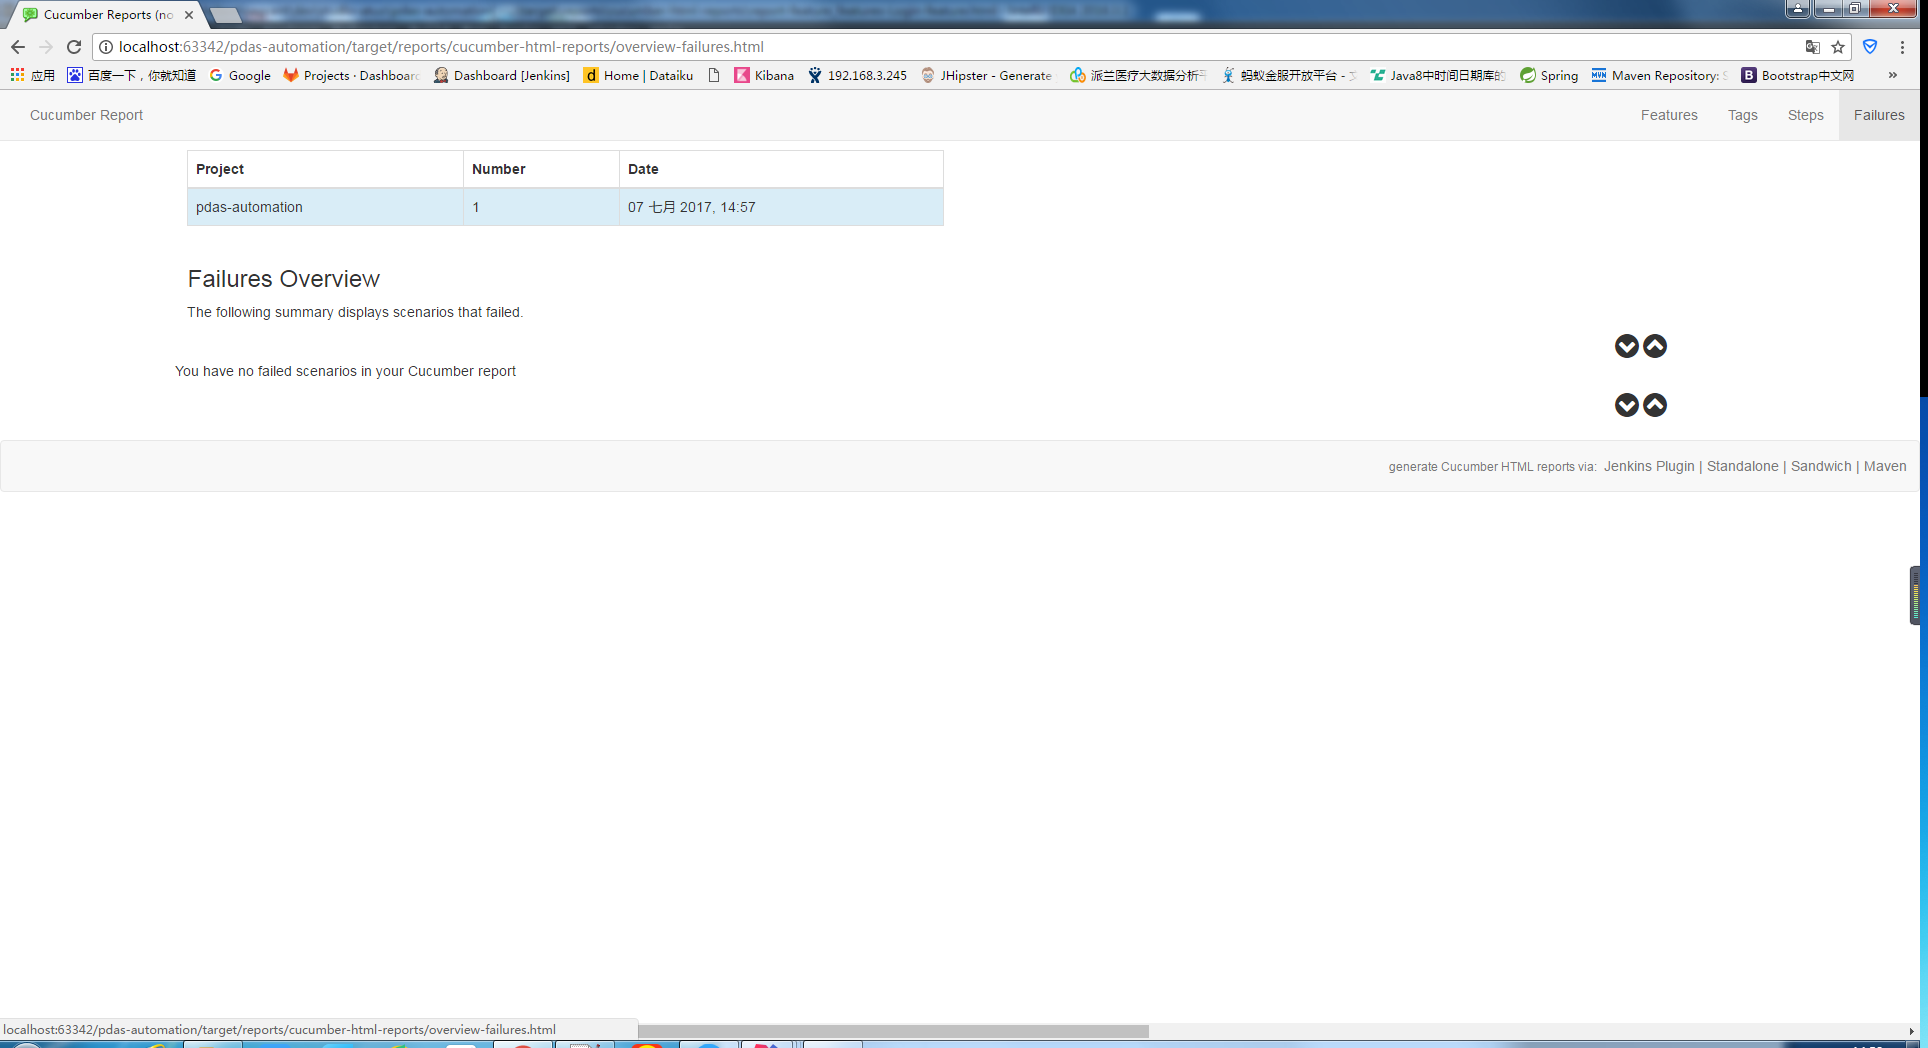 Cucumber Reports (no
localhost:63342/pdas-automation/target/reports/cucumber-html-reports/overview-failures.html
应用 百度一下，你就知道 Google Projects · Dashboard Dashboard [Jenkins] Home | Dataiku Kibana 192.168.3.245 JHipster - Generate 派兰医疗大数据分析 蚂蚁金服开放平台 - Java8中时间日期库的 Spring Maven Repository: Bootstrap中文网 »
Cucumber Report Features Tags Steps Failures
Project Number Date
pdas-automation 1 07 七月 2017, 14:57
Failures Overview
The following summary displays scenarios that failed.
You have no failed scenarios in your Cucumber report
generate Cucumber HTML reports via: Jenkins Plugin | Standalone | Sandwich | Maven
localhost:63342/pdas-automation/target/reports/cucumber-html-reports/overview-failures.html